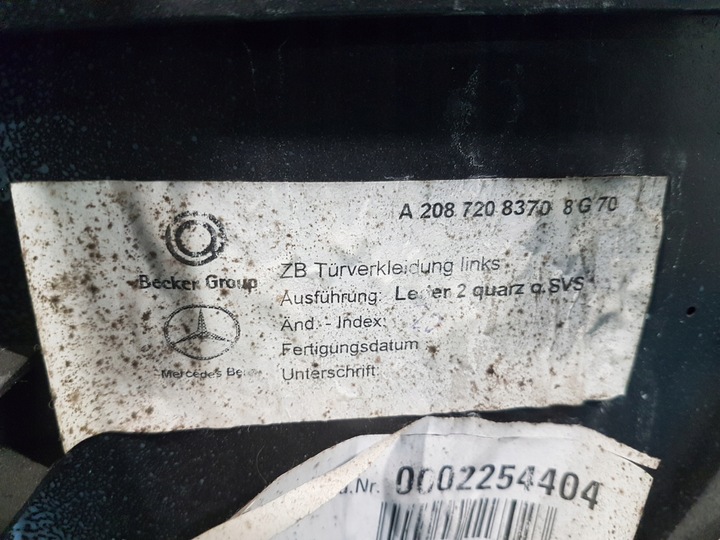 A 208 720 8370 8G70
Becker Group
ZB Türverkleidung links
Ausführung: Leder 2 quarz o.SVS
Änd.- Index:
Mercedes Benz
Fertigungsdatum
Unterschrift:
.Nr. 0002254404